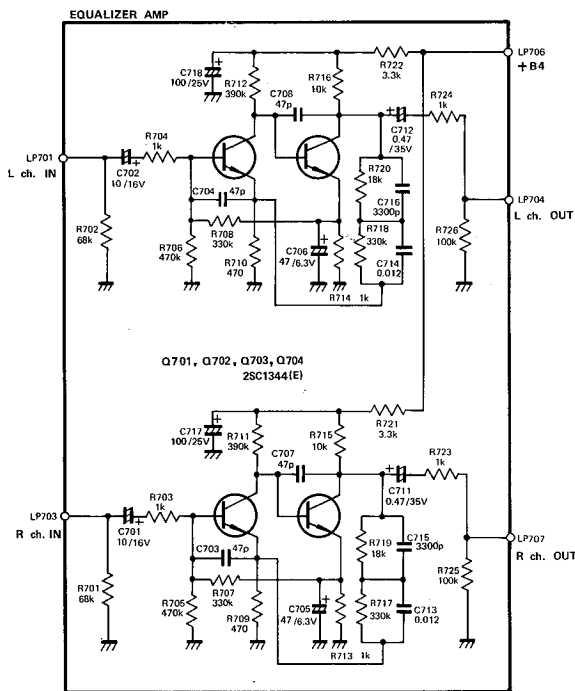 EQUALIZER AMP
LP706
+B4
R722
3.3k
C718
100/25V
R712
390k
R716
10k
C708
47p
R724
1k
C712
0.47
/35V
LP701
L ch. IN
R704
1k
C702
10/16V
R720
18k
C716
3300p
LP704
L ch. OUT
C704
47p
R702
68k
R706
470k
R708
330k
R710
470
C706
47/6.3V
R718
330k
C714
0.012
R726
100k
R714 1k
Q701, Q702, Q703, Q704
2SC1344(E)
R721
3.3k
C717
100/25V
R711
390k
R715
10k
C707
47p
R723
1k
C711
0.47/35V
LP703
R ch. IN
R703
1k
C701
10/16V
R719
18k
C715
3300p
LP707
R ch. OUT
C703
47p
R701
68k
R705
470k
R707
330k
R709
470
C705
47/6.3V
R717
330k
C713
0.012
R725
100k
R713 1k